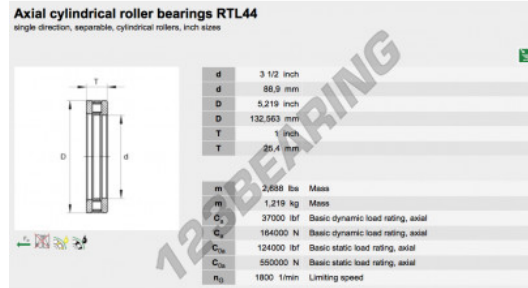 Axial cylindrical roller bearings RTL44
single direction, separable, cylindrical rollers, inch sizes
T
D
d
d 3 1/2 inch
d 88,9 mm
D 5,219 inch
D 132,563 mm
T 1 inch
T 25,4 mm
m 2,688 lbs Mass
m 1,219 kg Mass
Ca 37000 lbf Basic dynamic load rating, axial
Ca 164000 N Basic dynamic load rating, axial
C0a 124000 lbf Basic static load rating, axial
C0a 550000 N Basic static load rating, axial
nG 1800 1/min Limiting speed
123BEARING